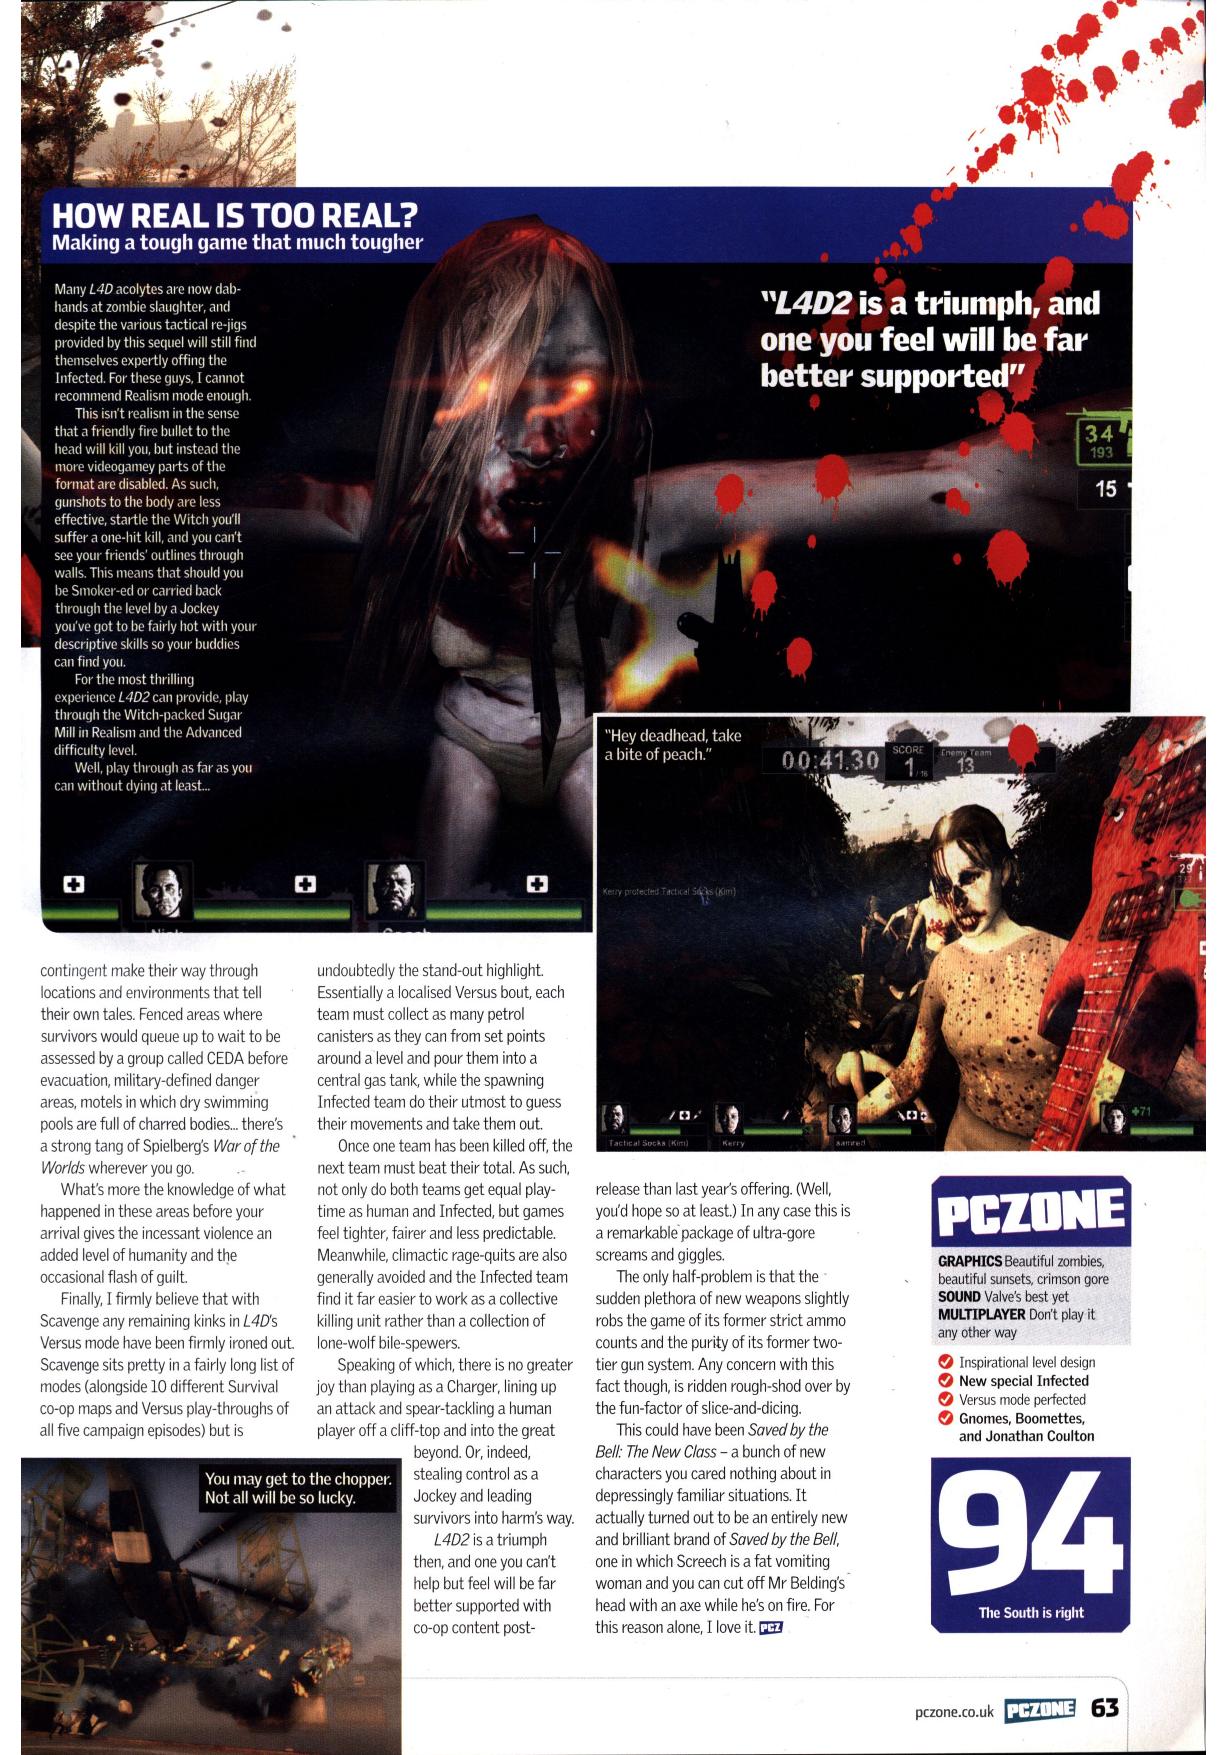 HOW REAL IS TOO REAL?
Making a tough game that much tougher
Many L4D acolytes are now dab-
hands at zombie slaughter, and
despite the various tactical re-jigs
provided by this sequel will still find
themselves expertly offing the
Infected. For these guys, I cannot
recommend Realism mode enough.
This isn't realism in the sense
that a friendly fire bullet to the
head will kill you, but instead the
more videogamey parts of the
format are disabled. As such,
gunshots to the body are less
effective, startle the Witch you'll
suffer a one-hit kill, and you can't
see your friends' outlines through
walls. This means that should you
be Smoker-ed or carried back
through the level by a Jockey
you've got to be fairly hot with your
descriptive skills so your buddies
can find you.
For the most thrilling
experience L4D2 can provide, play
through the Witch-packed Sugar
Mill in Realism and the Advanced
difficulty level.
Well, play through as far as you
can without dying at least...
"L4D2 is a triumph, and
one you feel will be far
better supported"
34
193
15
"Hey deadhead, take
a bite of peach."
00:41.30
SCORE
1/16
Enemy Team
13
Kerry protected Tactical Socks (Kim)
29
Tactical Socks (Kim)
Kerry
samred
+71
contingent make their way through
locations and environments that tell
their own tales. Fenced areas where
survivors would queue up to wait to be
assessed by a group called CEDA before
evacuation, military-defined danger
areas, motels in which dry swimming
pools are full of charred bodies... there's
a strong tang of Spielberg's War of the
Worlds wherever you go.
What's more the knowledge of what
happened in these areas before your
arrival gives the incessant violence an
added level of humanity and the
occasional flash of guilt.
Finally, I firmly believe that with
Scavenge any remaining kinks in L4D's
Versus mode have been firmly ironed out.
Scavenge sits pretty in a fairly long list of
modes (alongside 10 different Survival
co-op maps and Versus play-throughs of
all five campaign episodes) but is
You may get to the chopper.
Not all will be so lucky.
undoubtedly the stand-out highlight.
Essentially a localised Versus bout, each
team must collect as many petrol
canisters as they can from set points
around a level and pour them into a
central gas tank, while the spawning
Infected team do their utmost to guess
their movements and take them out.
Once one team has been killed off, the
next team must beat their total. As such,
not only do both teams get equal play-
time as human and Infected, but games
feel tighter, fairer and less predictable.
Meanwhile, climactic rage-quits are also
generally avoided and the Infected team
find it far easier to work as a collective
killing unit rather than a collection of
lone-wolf bile-spewers.
Speaking of which, there is no greater
joy than playing as a Charger, lining up
an attack and spear-tackling a human
player off a cliff-top and into the great
beyond. Or, indeed,
stealing control as a
Jockey and leading
survivors into harm's way.
L4D2 is a triumph
then, and one you can't
help but feel will be far
better supported with
co-op content post-
release than last year's offering. (Well,
you'd hope so at least.) In any case this is
a remarkable package of ultra-gore
screams and giggles.
The only half-problem is that the
sudden plethora of new weapons slightly
robs the game of its former strict ammo
counts and the purity of its former two-
tier gun system. Any concern with this
fact though, is ridden rough-shod over by
the fun-factor of slice-and-dicing.
This could have been Saved by the
Bell: The New Class – a bunch of new
characters you cared nothing about in
depressingly familiar situations. It
actually turned out to be an entirely new
and brilliant brand of Saved by the Bell,
one in which Screech is a fat vomiting
woman and you can cut off Mr Belding's
head with an axe while he's on fire. For
this reason alone, I love it. PCZ
PCZONE
GRAPHICS Beautiful zombies,
beautiful sunsets, crimson gore
SOUND Valve's best yet
MULTIPLAYER Don't play it
any other way
Inspirational level design
New special Infected
Versus mode perfected
Gnomes, Boomettes,
and Jonathan Coulton
94
The South is right
pczone.co.uk PCZONE 63